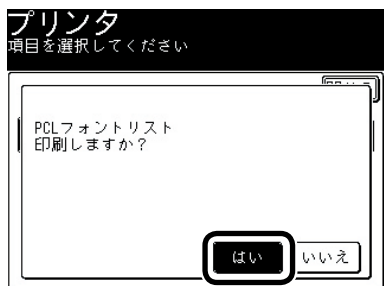 プリンタ
項目を選択してください
PCLフォントリスト
印刷しますか？
はい
いいえ